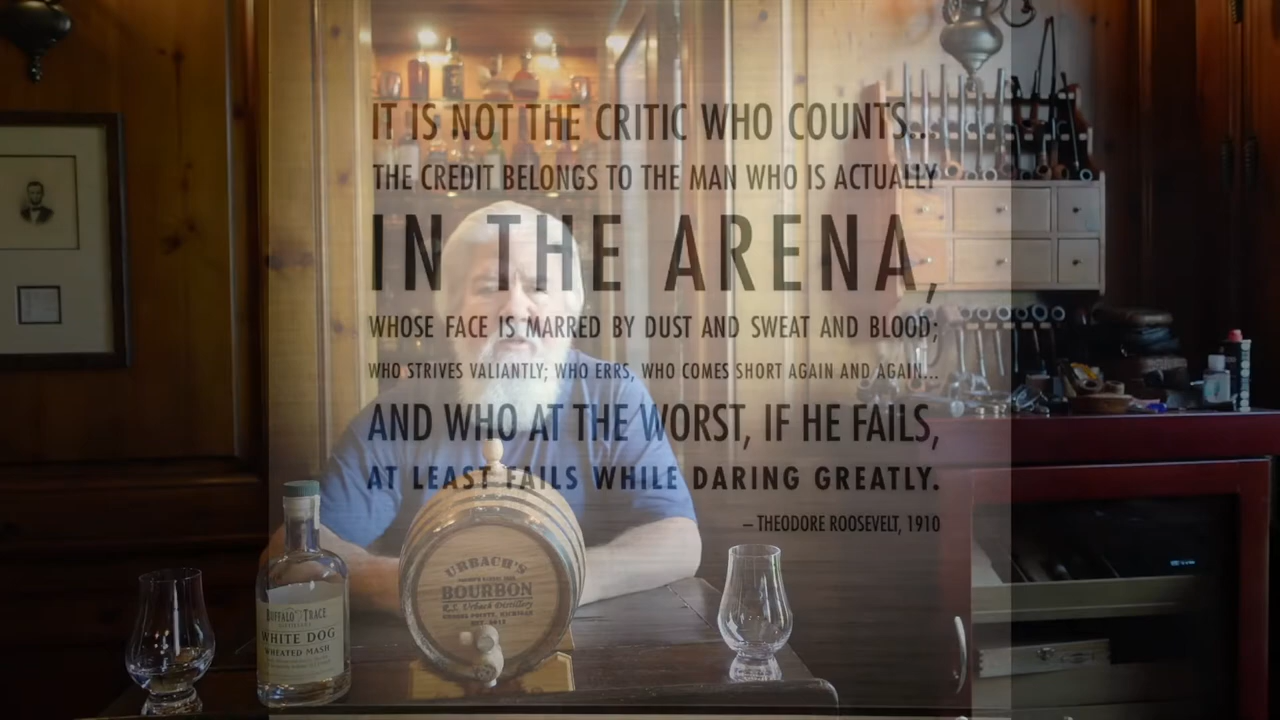 IT IS NOT THE CRITIC WHO COUNTS...
THE CREDIT BELONGS TO THE MAN WHO IS ACTUALLY
IN THE ARENA,
WHOSE FACE IS MARRED BY DUST AND SWEAT AND BLOOD;
WHO STRIVES VALIANTLY; WHO ERRS, WHO COMES SHORT AGAIN AND AGAIN...
AND WHO AT THE WORST, IF HE FAILS,
AT LEAST FAILS WHILE DARING GREATLY.
– THEODORE ROOSEVELT, 1910
BUFFALO TRACE
WHITE DOG
WHEATED MASH
URBACH'S
BOURBON
R.S. Urbach Distillery
GROSSE POINTE, MICHIGAN